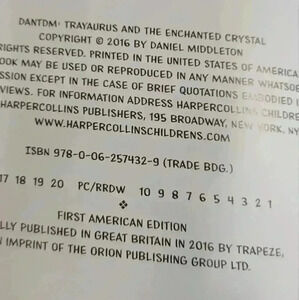 DANTDM: TRAYAURUS AND THE ENCHANTED CRYSTAL
COPYRIGHT © 2016 BY DANIEL MIDDLETON
RIGHTS RESERVED. PRINTED IN THE UNITED STATES OF AMERICA
OOK MAY BE USED OR REPRODUCED IN ANY MANNER WHATSOE
SSION EXCEPT IN THE CASE OF BRIEF QUOTATIONS EMBODIED I
VIEWS. FOR INFORMATION ADDRESS HARPERCOLLINS CHILDRE
HARPERCOLLINS PUBLISHERS, 195 BROADWAY, NEW YORK, NY
WWW.HARPERCOLLINSCHILDRENS.COM
ISBN 978-0-06-257432-9 (TRADE BDG.)
17 18 19 20 PC/RRDW 10 9 8 7 6 5 4 3 2 1
FIRST AMERICAN EDITION
LLY PUBLISHED IN GREAT BRITAIN IN 2016 BY TRAPEZE,
N IMPRINT OF THE ORION PUBLISHING GROUP LTD.